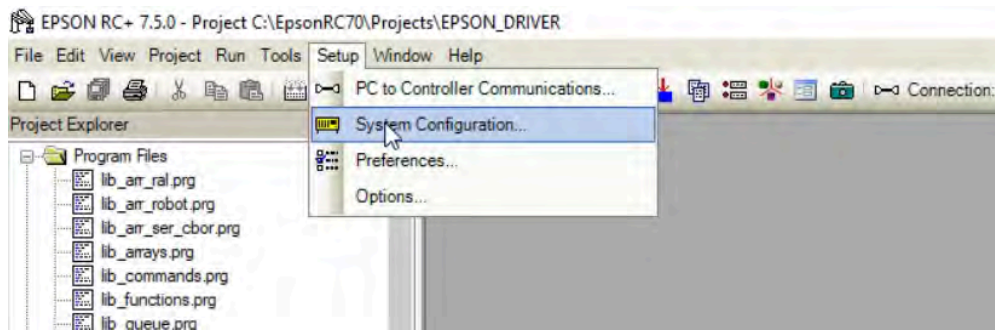 EPSON RC+ 7.5.0 - Project C:\EpsonRC70\Projects\EPSON_DRIVER
File Edit View Project Run Tools Setup Window Help
PC to Controller Communications...
Connection:
Project Explorer
System Configuration...
Program Files
Preferences...
lib_arr_ral.prg
lib_arr_robot.prg
Options...
lib_arr_ser_cbor.prg
lib_arrays.prg
lib_commands.prg
lib_functions.prg
lib_queue.prg